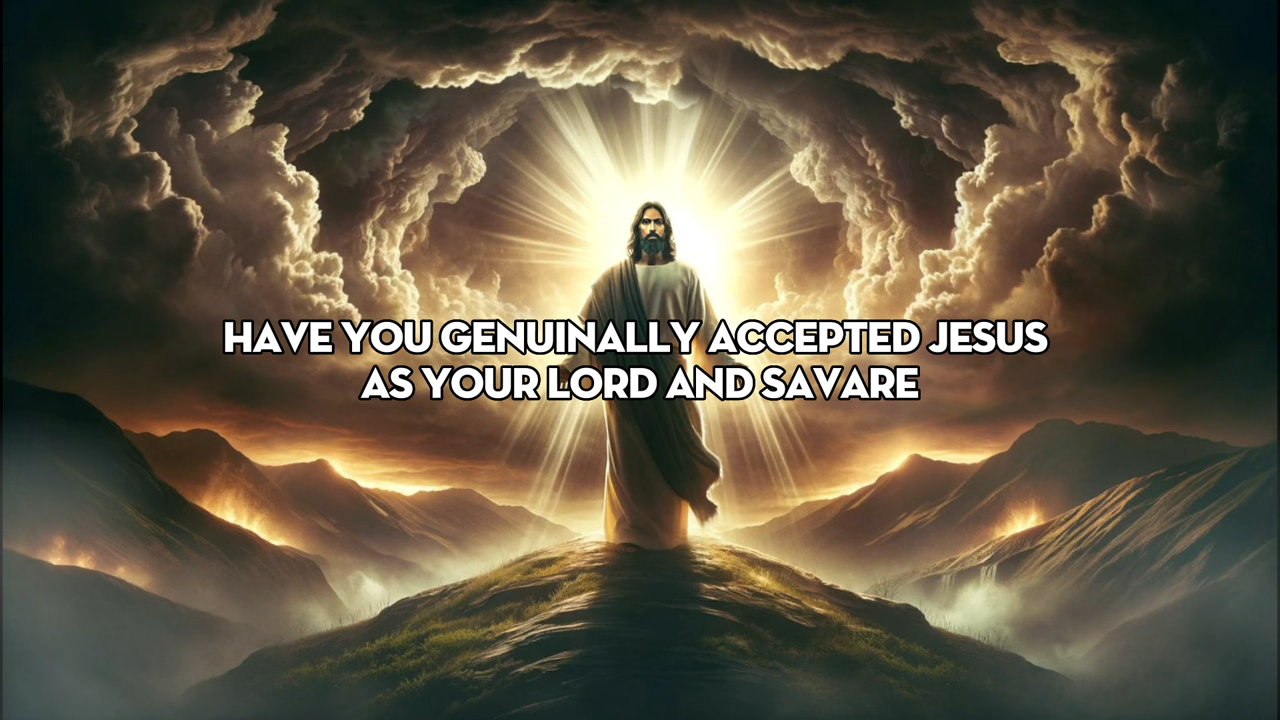 HAVE YOU GENUINALLY ACCEPTED JESUS
AS YOUR LORD AND SAVARE